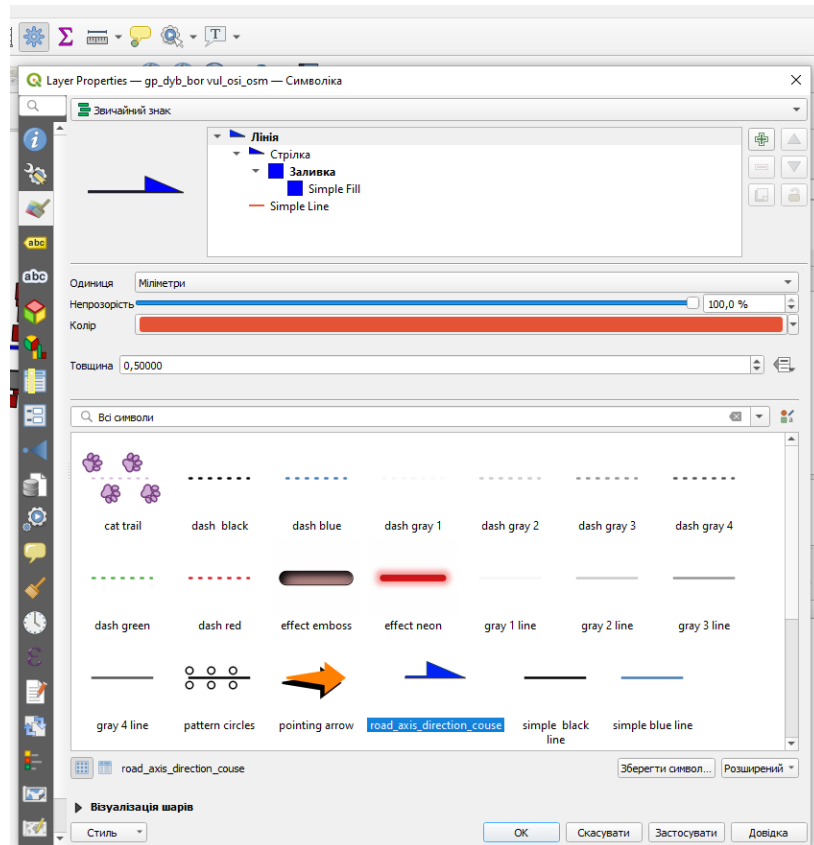 Layer Properties — gp_dyb_bor vul_osi_osm — Символіка
Звичайний знак
Лінія
Стрілка
Заливка
Simple Fill
Simple Line
Одиниця Міліметри
Непрозорість 100,0 %
Колір
Товщина 0,50000
Всі символи
cat trail dash black dash blue dash gray 1 dash gray 2 dash gray 3 dash gray 4
dash green dash red effect emboss effect neon gray 1 line gray 2 line gray 3 line
gray 4 line pattern circles pointing arrow road_axis_direction_couse simple black line simple blue line
road_axis_direction_couse Зберегти символ... Розширений
Візуалізація шарів
Стиль OK Скасувати Застосувати Довідка
abc
abc